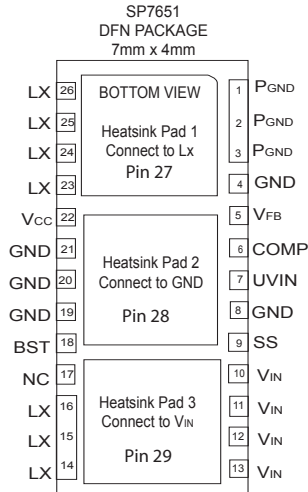 SP7651
DFN PACKAGE
7mm x 4mm
LX 26 BOTTOM VIEW 1 PGND
LX 25 Heatsink Pad 1 2 PGND
LX 24 Connect to Lx 3 PGND
LX 23 Pin 27 4 GND
VCC 22 5 VFB
GND 21 Heatsink Pad 2 6 COMP
GND 20 Connect to GND 7 UVIN
GND 19 Pin 28 8 GND
BST 18 9 SS
NC 17 10 VIN
LX 16 Heatsink Pad 3 11 VIN
LX 15 Connect to VIN 12 VIN
LX 14 Pin 29 13 VIN